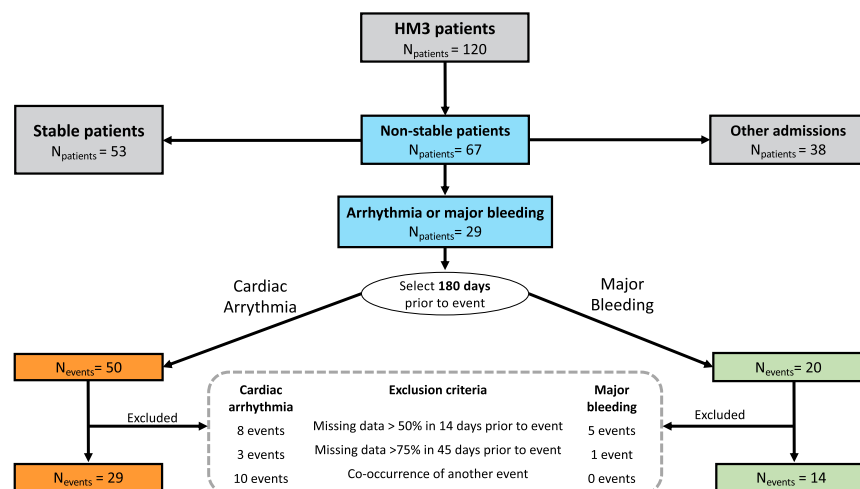 HM3 patients
Npatients = 120
Stable patients
Npatients = 53
Non-stable patients
Npatients = 67
Other admissions
Npatients = 38
Arrhythmia or major bleeding
Npatients = 29
Cardiac
Arrythmia
Select 180 days
prior to event
Major
Bleeding
Nevents = 50
Nevents = 20
Cardiac
arrhythmia
Exclusion criteria
Major
bleeding
Excluded
Excluded
8 events
Missing data > 50% in 14 days prior to event
5 events
3 events
Missing data >75% in 45 days prior to event
1 event
10 events
Co-occurrence of another event
0 events
Nevents = 29
Nevents = 14